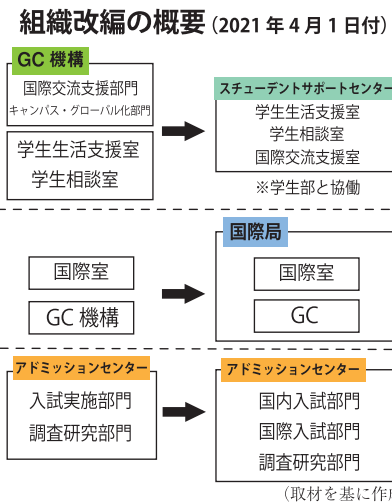 組織改編の概要(2021年4月1日付)
GC機構
国際交流支援部門
キャンパス・グローバル化部門
学生生活支援室
学生相談室
スチューデントサポートセンター
学生生活支援室
学生相談室
国際交流支援室
※学生部と協働
国際室
GC機構
国際局
国際室
GC
アドミッションセンター
入試実施部門
調査研究部門
アドミッションセンター
国内入試部門
国際入試部門
調査研究部門
(取材を基に作